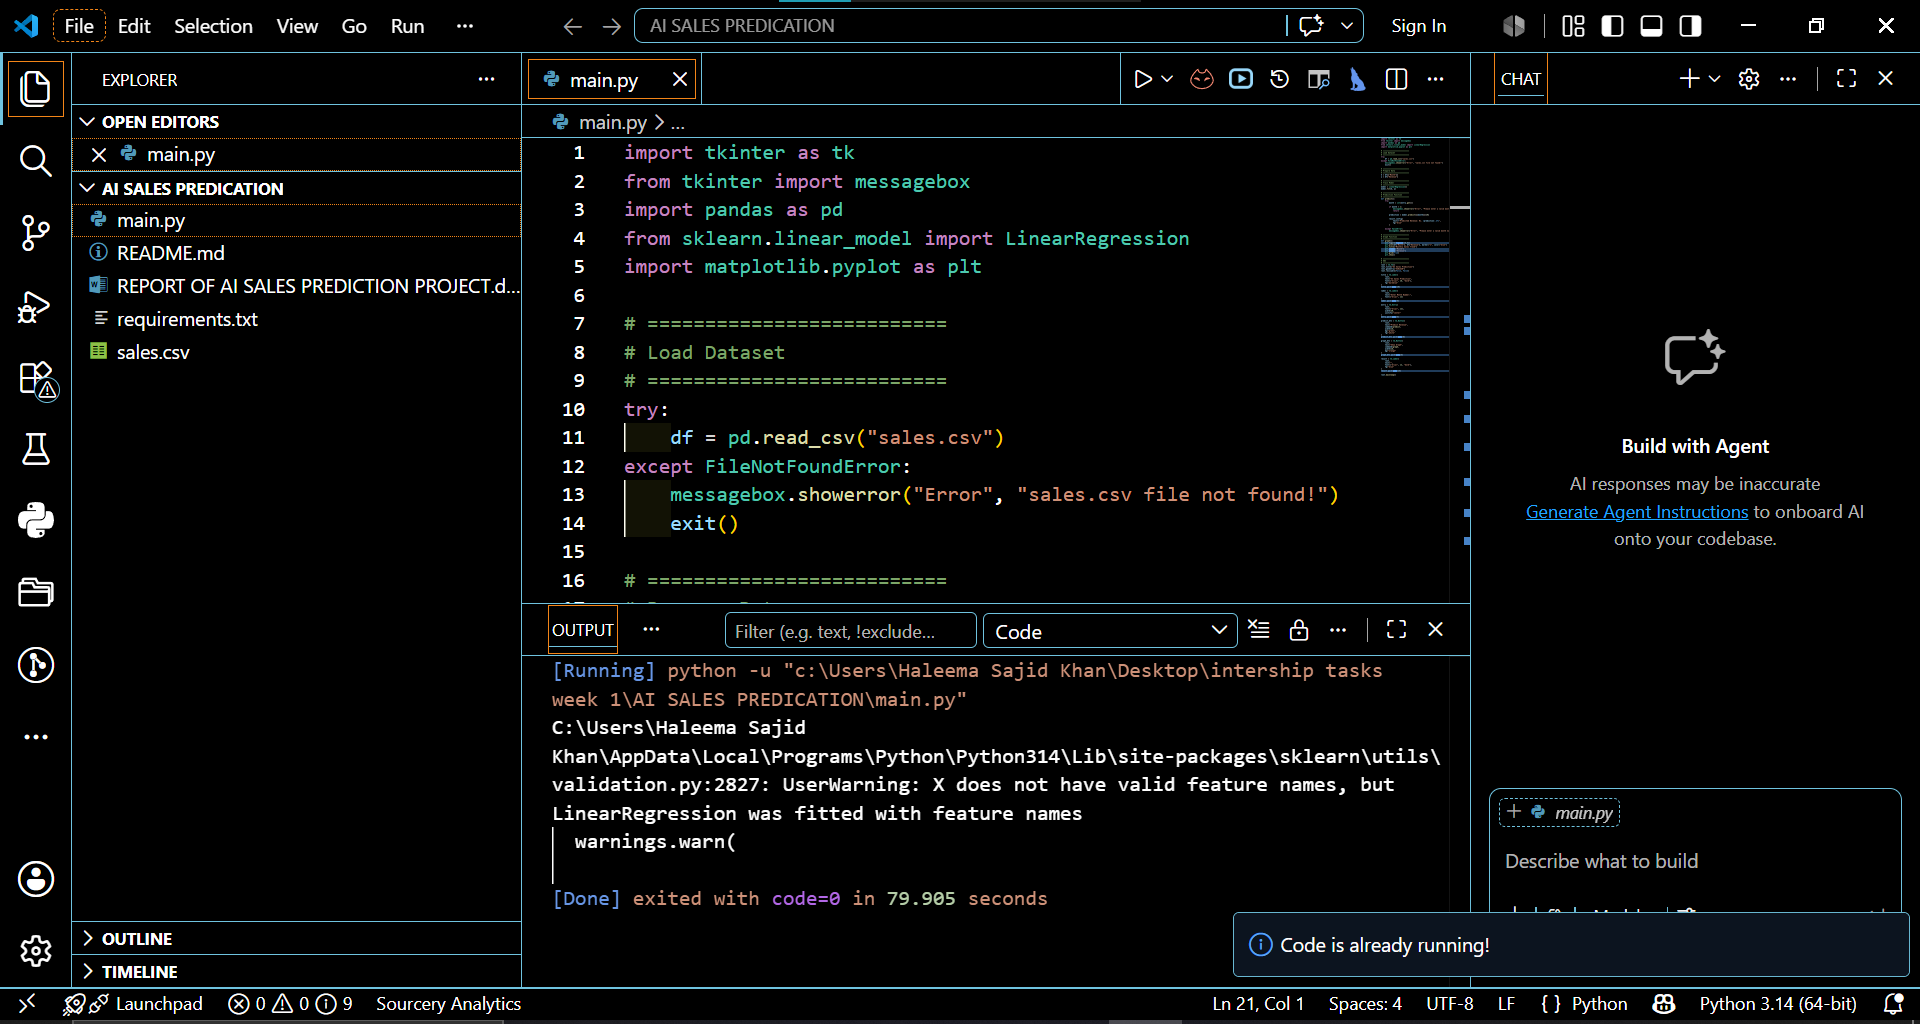 File Edit Selection View Go Run ...
AI SALES PREDICATION
Sign In
EXPLORER
OPEN EDITORS
main.py
AI SALES PREDICATION
main.py
README.md
REPORT OF AI SALES PREDICTION PROJECT.d...
requirements.txt
sales.csv
OUTLINE
TIMELINE
main.py
main.py > ...
1 import tkinter as tk
2 from tkinter import messagebox
3 import pandas as pd
4 from sklearn.linear_model import LinearRegression
5 import matplotlib.pyplot as plt
6
7 # ==========================
8 # Load Dataset
9 # ==========================
10 try:
11 df = pd.read_csv("sales.csv")
12 except FileNotFoundError:
13 messagebox.showerror("Error", "sales.csv file not found!")
14 exit()
15
16 # ==========================
OUTPUT
Filter (e.g. text, !exclude...
Code
[Running] python -u "c:\Users\Haleema Sajid Khan\Desktop\intership tasks
week 1\AI SALES PREDICATION\main.py"
C:\Users\Haleema Sajid
Khan\AppData\Local\Programs\Python\Python314\Lib\site-packages\sklearn\utils\
validation.py:2827: UserWarning: X does not have valid feature names, but
LinearRegression was fitted with feature names
warnings.warn(
[Done] exited with code=0 in 79.905 seconds
CHAT
Build with Agent
AI responses may be inaccurate
Generate Agent Instructions to onboard AI
onto your codebase.
main.py
Describe what to build
Code is already running!
Launchpad 0 0 9 Sourcery Analytics
Ln 21, Col 1 Spaces: 4 UTF-8 LF { } Python Python 3.14 (64-bit)